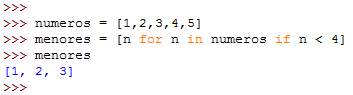 >>>
>>> numeros = [1,2,3,4,5]
>>> menores = [n for n in numeros if n < 4]
>>> menores
[1, 2, 3]
>>>